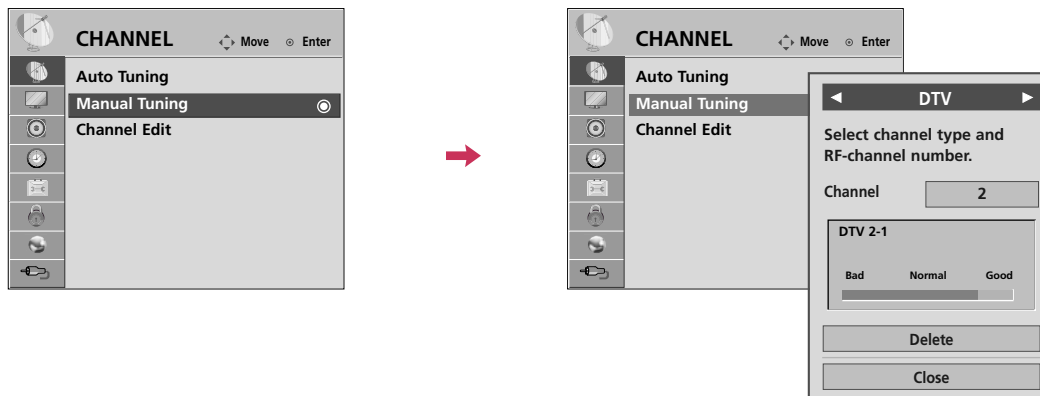 CHANNEL Move Enter
Auto Tuning
Manual Tuning
Channel Edit
CHANNEL Move Enter
Auto Tuning
Manual Tuning
Channel Edit
◄ DTV ►
Select channel type and
RF-channel number.
Channel 2
DTV 2-1
Bad Normal Good
Delete
Close